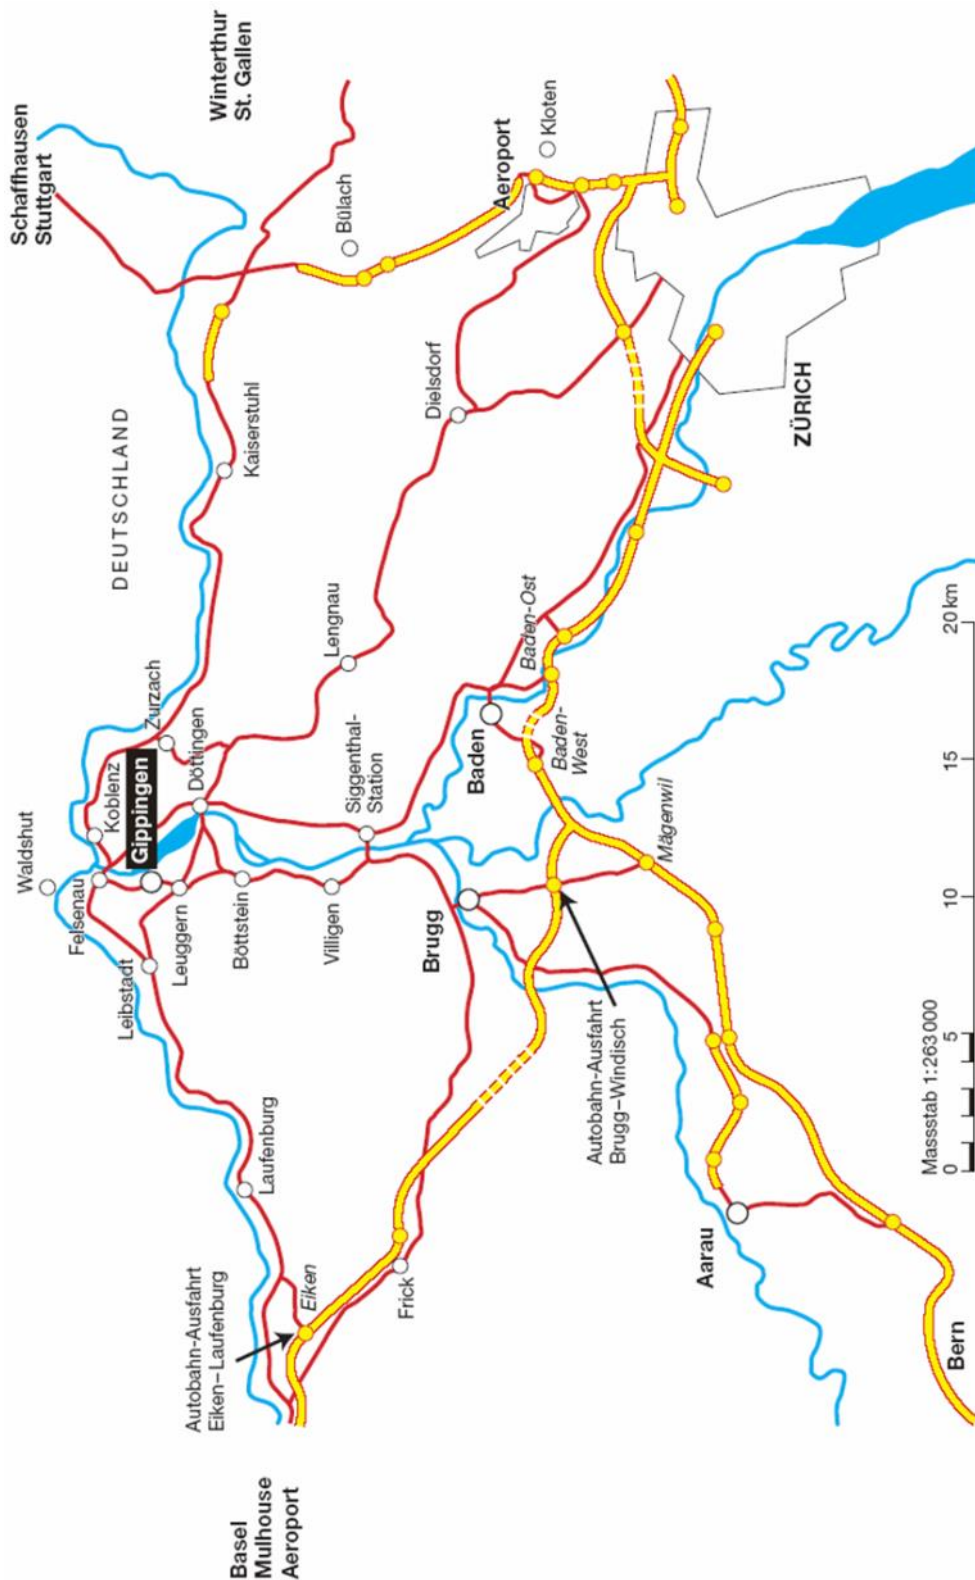 Schaffhausen
Stuttgart
Winterthur
St. Gallen
DEUTSCHLAND
Waldshut
Koblenz
Zurzach
Felsenau
Gippingen
Döttingen
Leibstadt
Leuggern
Böttstein
Villigen
Siggenthal-
Station
Lengnau
Kaiserstuhl
Bülach
Dielsdorf
Aeroport
Kloten
Laufenburg
Autobahn-Ausfahrt
Eiken–Laufenburg
Eiken
Basel
Mulhouse
Aeroport
Frick
Brugg
Baden
Baden-Ost
Baden-
West
Autobahn-Ausfahrt
Brugg–Windisch
Mägenwil
ZÜRICH
Aarau
Bern
Massstab 1:263 000
0 5 10 15 20 km